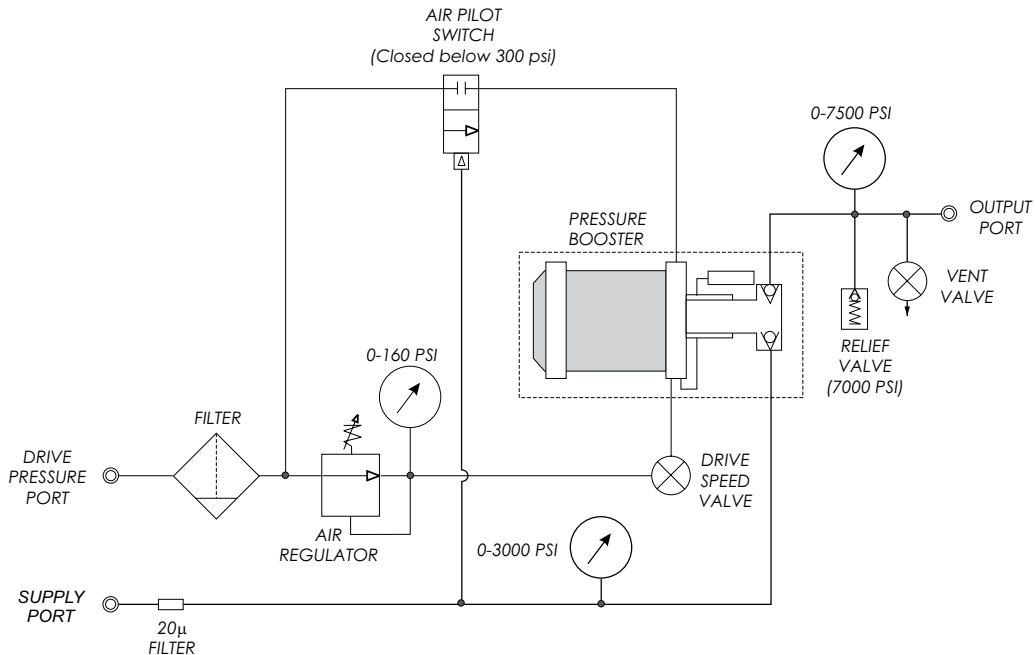 AIR PILOT
SWITCH
(Closed below 300 psi)
0-7500 PSI
OUTPUT
PORT
PRESSURE
BOOSTER
VENT
VALVE
RELIEF
VALVE
(7000 PSI)
0-160 PSI
FILTER
DRIVE
PRESSURE
PORT
DRIVE
SPEED
VALVE
AIR
REGULATOR
0-3000 PSI
SUPPLY
PORT
20μ
FILTER